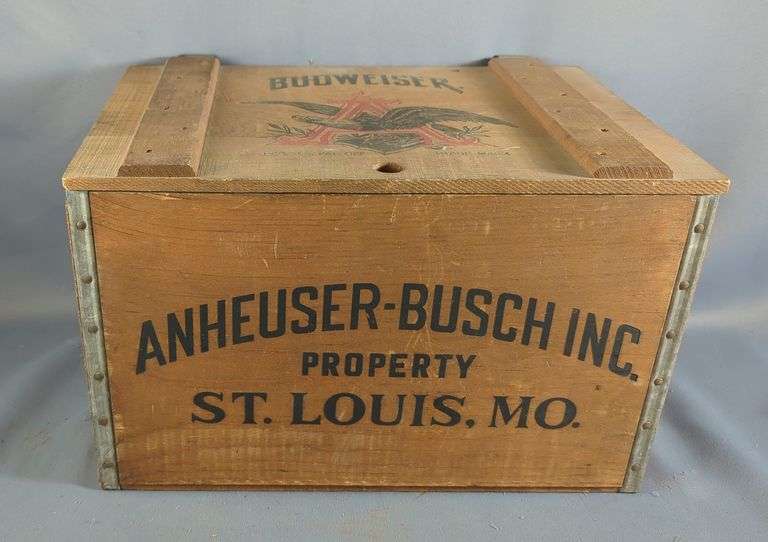 BUDWEISER
A
ANHEUSER-BUSCH INC.
PROPERTY
ST. LOUIS, MO.